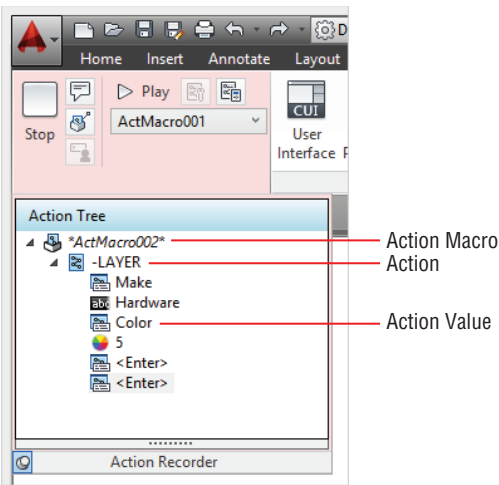 D
Home Insert Annotate Layout
Play
Stop
ActMacro001
CUI
User
Interface
Action Tree
*ActMacro002*
-LAYER
Make
abc Hardware
Color
5
<Enter>
<Enter>
Action Recorder
Action Macro
Action
Action Value